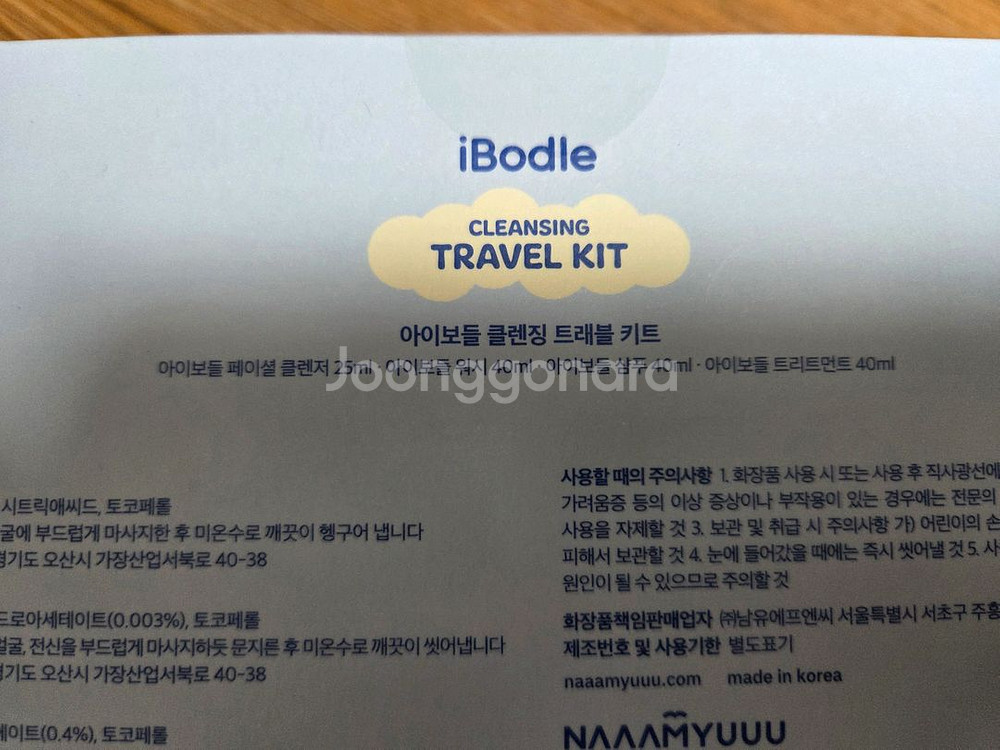 iBodle
CLEANSING
TRAVEL KIT
아이보들 클렌징 트래블 키트
아이보들 페이셜 클렌저 25ml · 아이보들 워시 40ml · 아이보들 샴푸 40ml · 아이보들 트리트먼트 40ml
Joonggonara
시트릭애씨드, 토코페롤
굴에 부드럽게 마사지한 후 미온수로 깨끗이 헹구어 냅니다
경기도 오산시 가장산업서북로 40-38
드로아세테이트(0.003%), 토코페롤
얼굴, 전신을 부드럽게 마사지하듯 문지른 후 미온수로 깨끗이 씻어냅니다
경기도 오산시 가장산업서북로 40-38
테이트(0.4%), 토코페롤
사용할 때의 주의사항 1. 화장품 사용 시 또는 사용 후 직사광선에
가려움증 등의 이상 증상이나 부작용이 있는 경우에는 전문의
사용을 자제할 것 3. 보관 및 취급 시 주의사항 가) 어린이의 손
피해서 보관할 것 4. 눈에 들어갔을 때에는 즉시 씻어낼 것 5. 사
원인이 될 수 있으므로 주의할 것
화장품책임판매업자 ㈜남유에프엔씨 서울특별시 서초구 주흥
제조번호 및 사용기한 별도표기
naaamyuuu.com made in korea
NAAAMYUUU